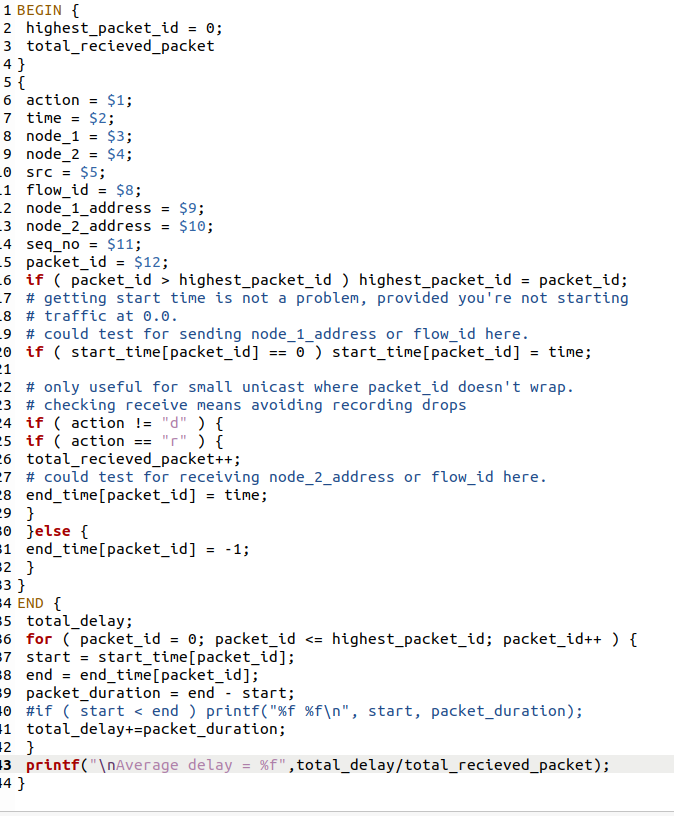 1 BEGIN {
2 highest_packet_id = 0;
3 total_recieved_packet
4 }
5 {
6 action = $1;
7 time = $2;
8 node_1 = $3;
9 node_2 = $4;
10 src = $5;
11 flow_id = $8;
12 node_1_address = $9;
13 node_2_address = $10;
14 seq_no = $11;
15 packet_id = $12;
16 if ( packet_id > highest_packet_id ) highest_packet_id = packet_id;
17 # getting start time is not a problem, provided you're not starting
18 # traffic at 0.0.
19 # could test for sending node_1_address or flow_id here.
20 if ( start_time[packet_id] == 0 ) start_time[packet_id] = time;
21
22 # only useful for small unicast where packet_id doesn't wrap.
23 # checking receive means avoiding recording drops
24 if ( action != "d" ) {
25 if ( action == "r" ) {
26 total_recieved_packet++;
27 # could test for receiving node_2_address or flow_id here.
28 end_time[packet_id] = time;
29 }
30 }else {
31 end_time[packet_id] = -1;
32 }
33 }
34 END {
35 total_delay;
36 for ( packet_id = 0; packet_id <= highest_packet_id; packet_id++ ) {
37 start = start_time[packet_id];
38 end = end_time[packet_id];
39 packet_duration = end - start;
40 #if ( start < end ) printf("%f %f\n", start, packet_duration);
41 total_delay+=packet_duration;
42 }
43 printf("\nAverage delay = %f",total_delay/total_recieved_packet);
44 }